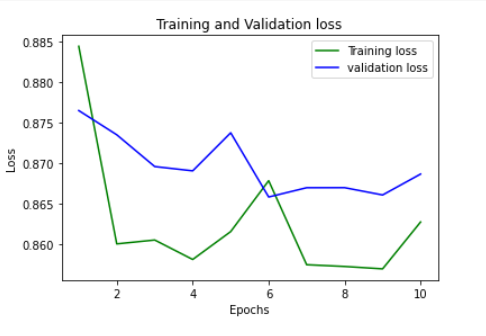 Training and Validation loss
Training loss
validation loss
Loss
0.885
0.880
0.875
0.870
0.865
0.860
2 4 6 8 10
Epochs